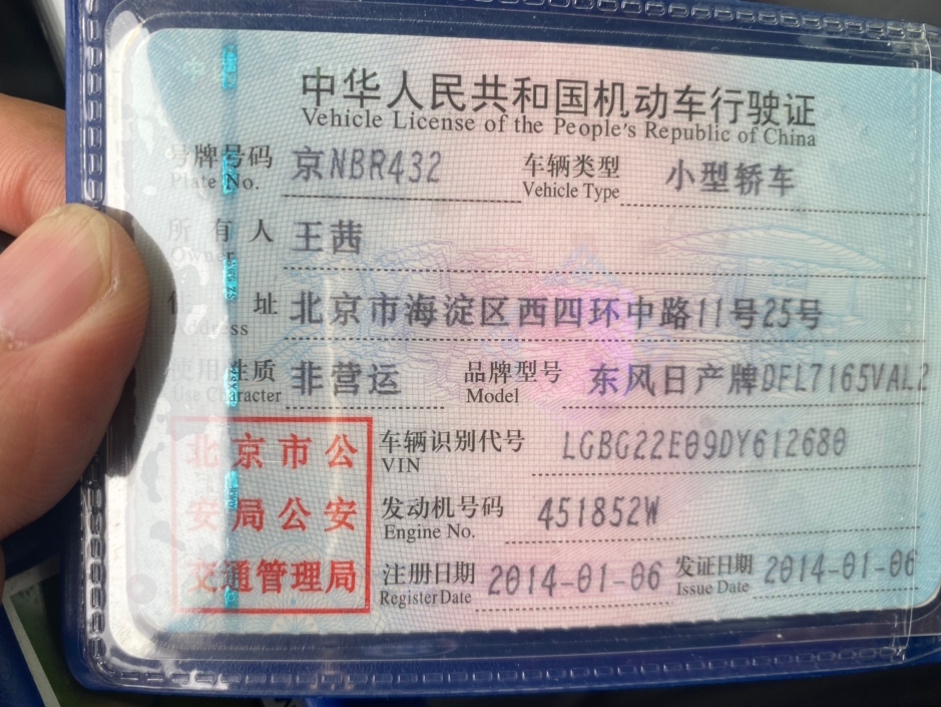 中华人民共和国机动车行驶证
Vehicle License of the People's Republic of China
号牌号码 京NBR432 车辆类型 小型轿车
Plate No. Vehicle Type
所有人 王茜
Owner
住址 北京市海淀区西四环中路11号25号
Address
使用性质 非营运 品牌型号 东风日产牌DFL7165VAL2
Use Character Model
北京市公
安局公安
交通管理局
车辆识别代号 LGBG22E09DY612680
VIN
发动机号码 451852W
Engine No.
注册日期 2014-01-06 发证日期 2014-01-06
Register Date Issue Date